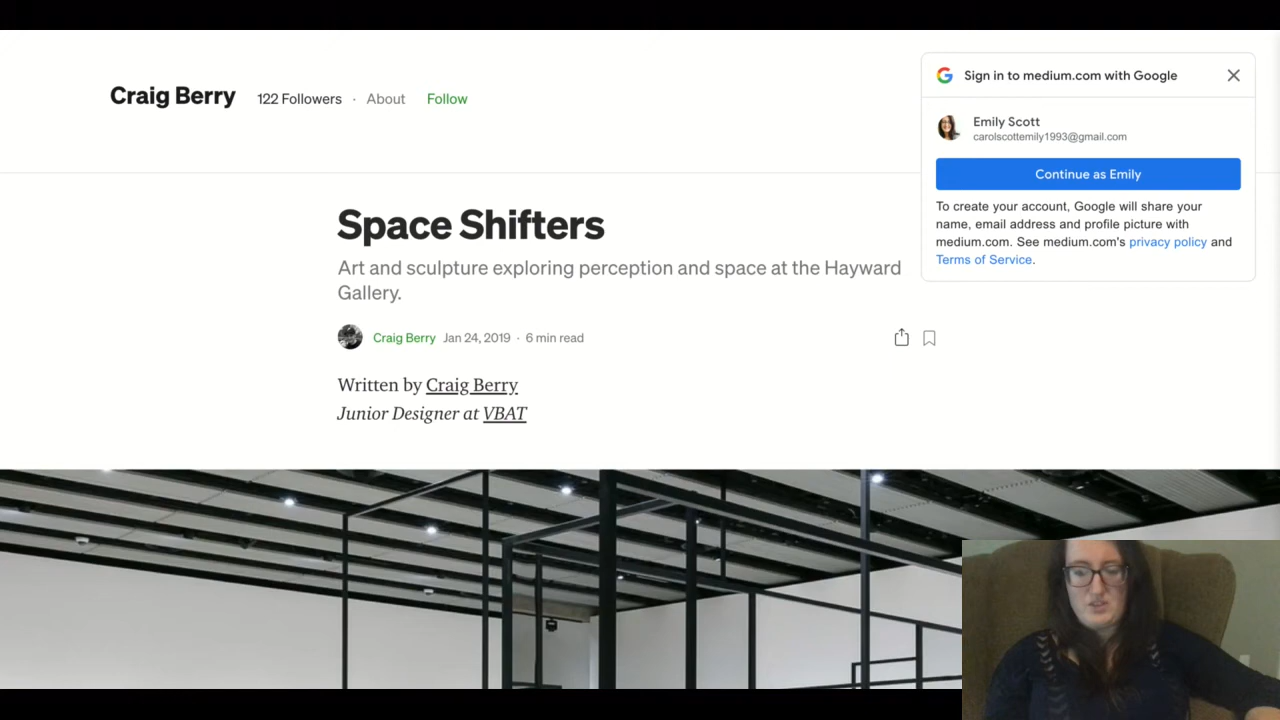 Craig Berry 122 Followers · About Follow
Sign in to medium.com with Google
Emily Scott
carolscottemily1993@gmail.com
Continue as Emily
To create your account, Google will share your
name, email address and profile picture with
medium.com. See medium.com's privacy policy and
Terms of Service.
Space Shifters
Art and sculpture exploring perception and space at the Hayward
Gallery.
Craig Berry Jan 24, 2019 · 6 min read
Written by Craig Berry
Junior Designer at VBAT